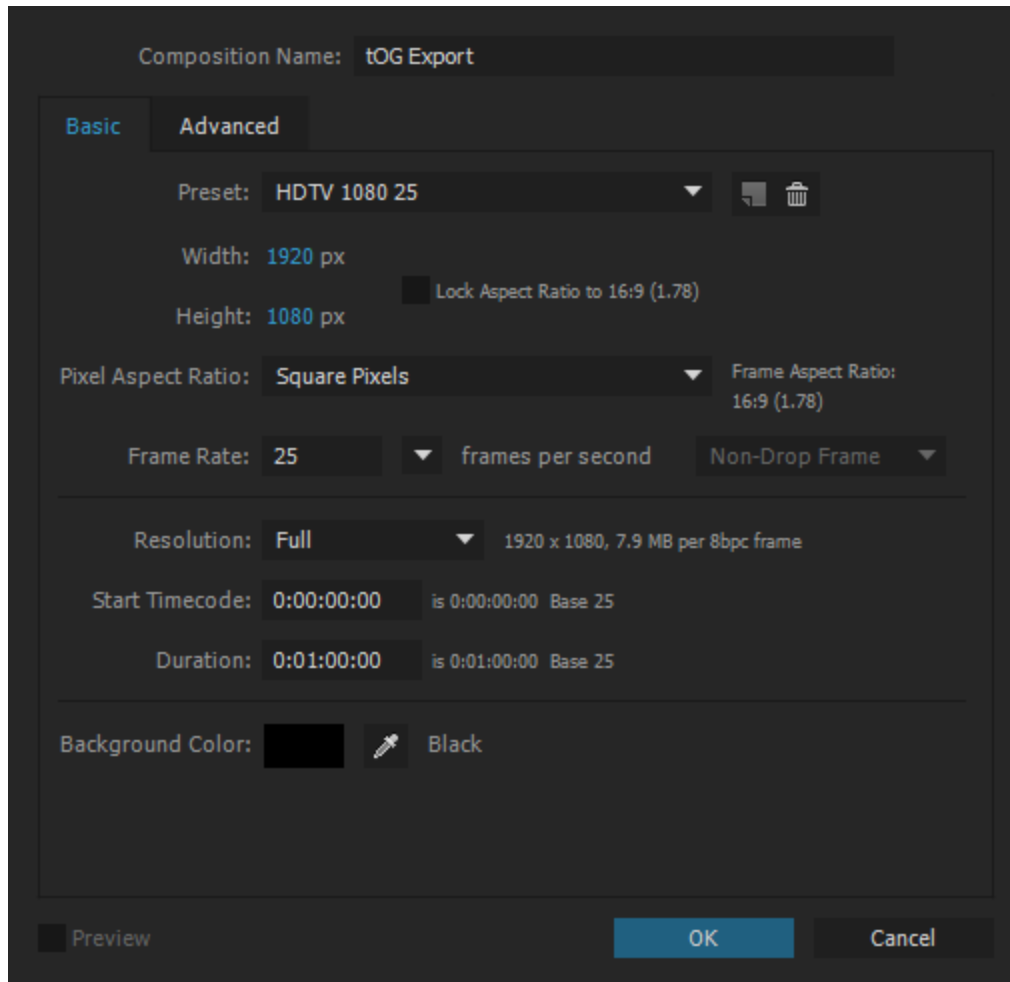 Composition Name: tOG Export
Basic Advanced
Preset: HDTV 1080 25
Width: 1920 px
Lock Aspect Ratio to 16:9 (1.78)
Height: 1080 px
Pixel Aspect Ratio: Square Pixels Frame Aspect Ratio:
16:9 (1.78)
Frame Rate: 25 frames per second Non-Drop Frame
Resolution: Full 1920 x 1080, 7.9 MB per 8bpc frame
Start Timecode: 0:00:00:00 is 0:00:00:00 Base 25
Duration: 0:01:00:00 is 0:01:00:00 Base 25
Background Color: Black
Preview OK Cancel